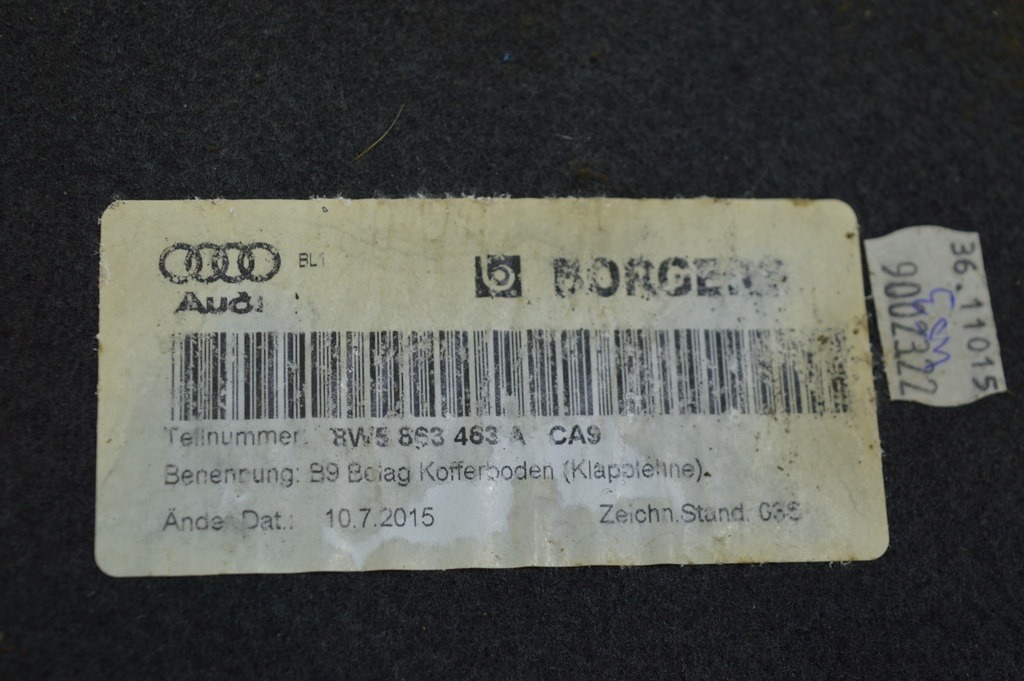 BL1
BORGERS
Audi
Teilnummer: 8W5 863 463 A CA9
Benennung: B9 Belag Kofferboden (Klapplehne)
Änder.Dat.: 10.7.2015
Zeichn.Stand:
36.11015
9002322